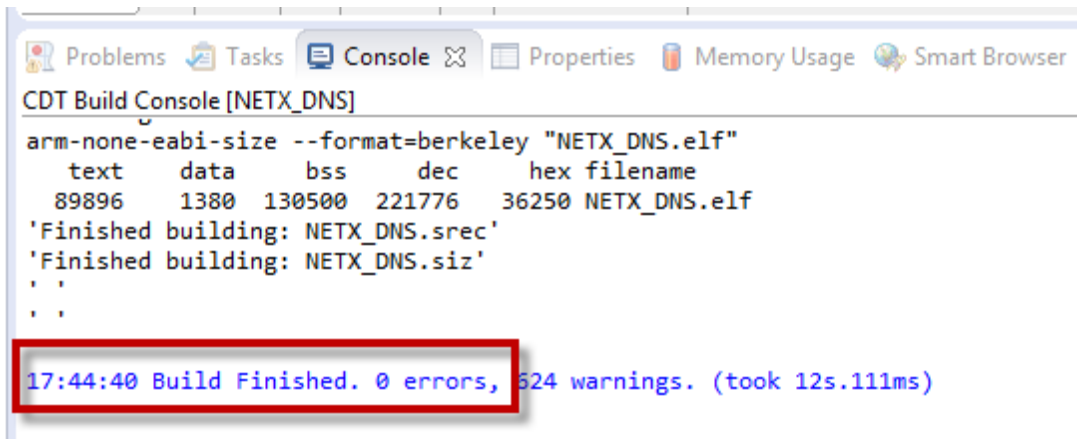 Problems Tasks Console Properties Memory Usage Smart Browser
CDT Build Console [NETX_DNS]
arm-none-eabi-size --format=berkeley "NETX_DNS.elf"
text data bss dec hex filename
89896 1380 130500 221776 36250 NETX_DNS.elf
'Finished building: NETX_DNS.srec'
'Finished building: NETX_DNS.siz'
' '
' '
17:44:40 Build Finished. 0 errors, 624 warnings. (took 12s.111ms)